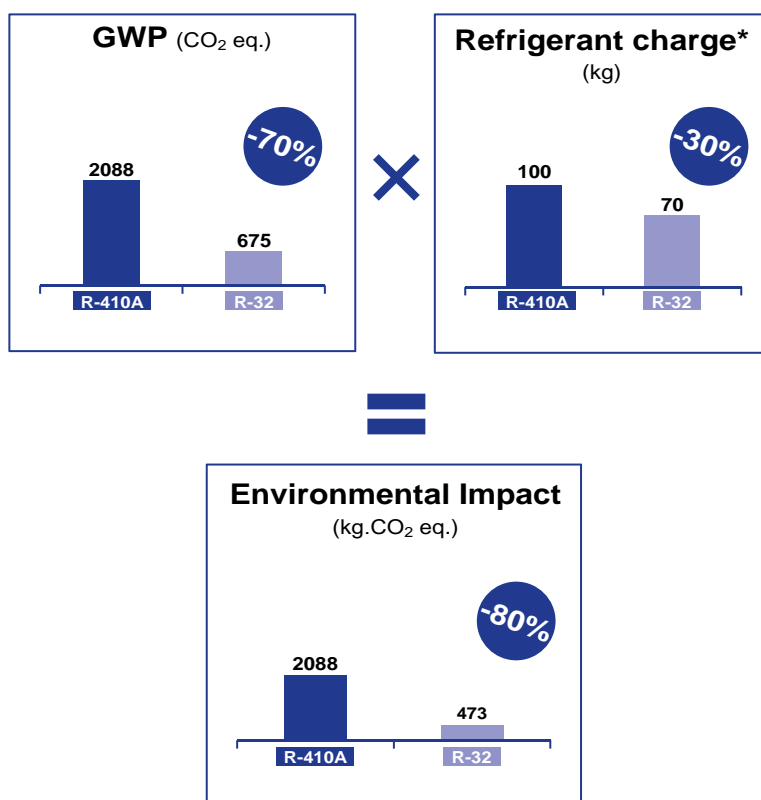 GWP (CO₂ eq.)
-70%
2088
675
R-410A R-32
×
Refrigerant charge*
(kg)
-30%
100
70
R-410A R-32
=
Environmental Impact
(kg.CO₂ eq.)
-80%
2088
473
R-410A R-32